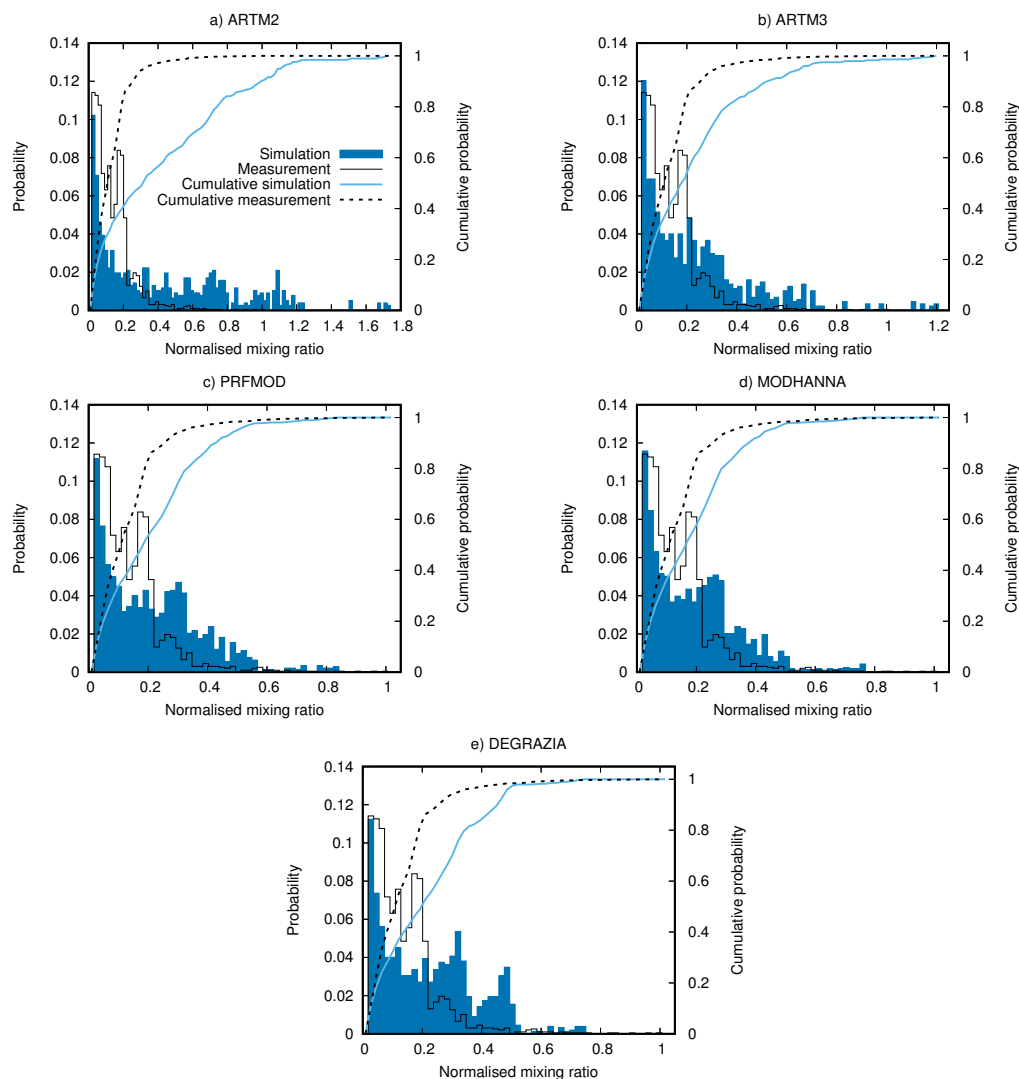 a) ARTM2
0.14
0.12
0.1
0.08
0.06
0.04
0.02
0
Probability
0 0.2 0.4 0.6 0.8 1 1.2 1.4 1.6 1.8
Normalised mixing ratio
1
0.8
0.6
0.4
0.2
0
Cumulative probability
Simulation
Measurement
Cumulative simulation
Cumulative measurement
b) ARTM3
0.14
0.12
0.1
0.08
0.06
0.04
0.02
0
Probability
0 0.2 0.4 0.6 0.8 1 1.2
Normalised mixing ratio
1
0.8
0.6
0.4
0.2
0
Cumulative probability
c) PRFMOD
0.14
0.12
0.1
0.08
0.06
0.04
0.02
0
Probability
0 0.2 0.4 0.6 0.8 1
Normalised mixing ratio
1
0.8
0.6
0.4
0.2
0
Cumulative probability
d) MODHANNA
0.14
0.12
0.1
0.08
0.06
0.04
0.02
0
Probability
0 0.2 0.4 0.6 0.8 1
Normalised mixing ratio
1
0.8
0.6
0.4
0.2
0
Cumulative probability
e) DEGRAZIA
0.14
0.12
0.1
0.08
0.06
0.04
0.02
0
Probability
0 0.2 0.4 0.6 0.8 1
Normalised mixing ratio
1
0.8
0.6
0.4
0.2
0
Cumulative probability